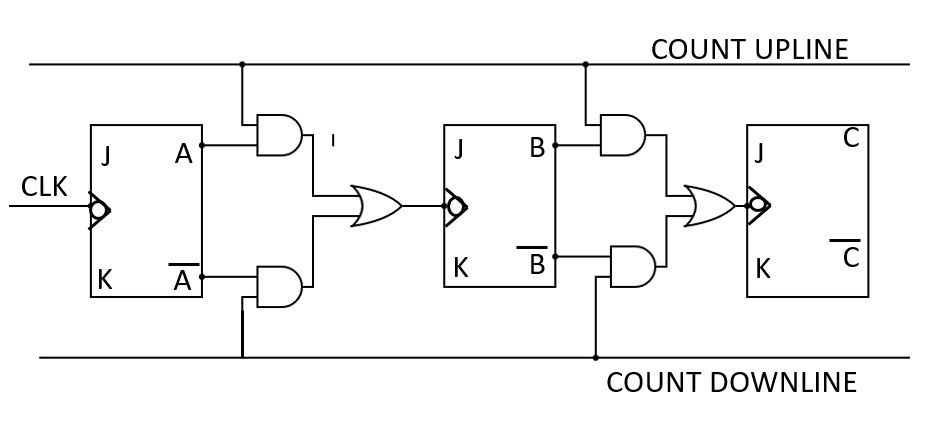 COUNT UPLINE
J A
I
J B
J C
CLK
K A̅
K B̅
K C̅
COUNT DOWNLINE